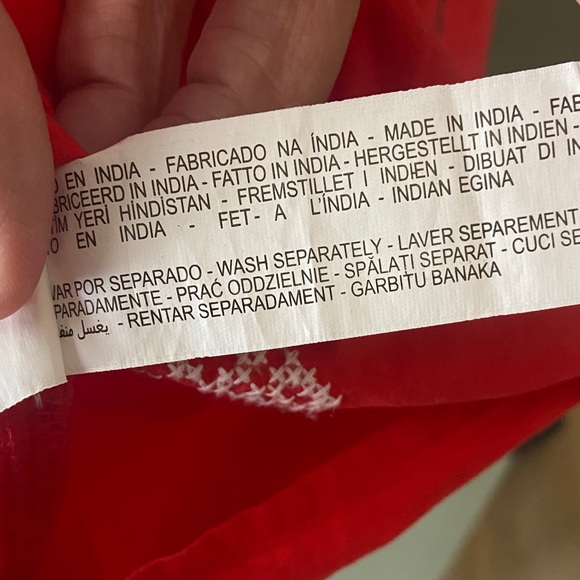 EN INDIA - FABRICADO NA ÍNDIA - MADE IN INDIA - FAB
BRICEERD IN INDIA - FATTO IN INDIA - HERGESTELLT IN INDIEN -
TİM YERİ HİNDİSTAN - FREMSTILLET I INDIEN - DIBUAT DI IN
O EN INDIA - FET- A L'ÍNDIA - INDIAN EGINA
VAR POR SEPARADO - WASH SEPARATELY - LAVER SEPAREMENT
PARADAMENTE - PRAĆ ODDZIELNIE - SPĂLAȚI SEPARAT - CUCI SE
يغسل - RENTAR SEPARADAMENT - GARBITU BANAKA